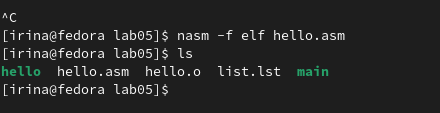 ^C
[irina@fedora lab05]$ nasm -f elf hello.asm
[irina@fedora lab05]$ ls
hello  hello.asm  hello.o  list.lst  main
[irina@fedora lab05]$